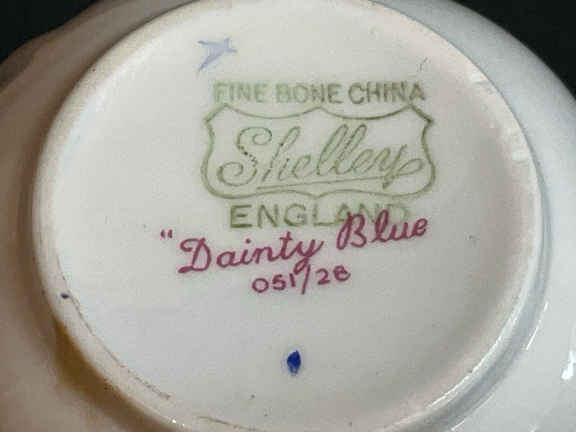 FINE BONE CHINA
Shelley
ENGLAND
"Dainty Blue
051/28